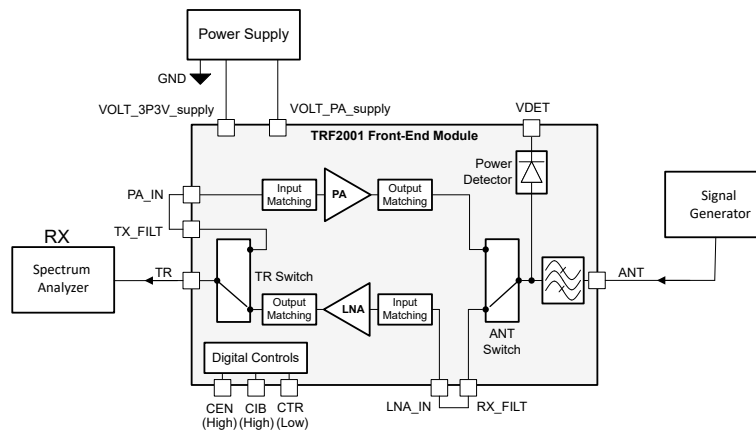 Power Supply
GND
VOLT_3P3V_supply
VOLT_PA_supply
VDET
TRF2001 Front-End Module
Power
Detector
PA_IN
Input
Matching
PA
Output
Matching
Signal
Generator
TX_FILT
RX
Spectrum
Analyzer
TR
TR Switch
ANT
Output
Matching
LNA
Input
Matching
ANT
Switch
Digital Controls
CEN
(High)
CIB
(High)
CTR
(Low)
LNA_IN
RX_FILT